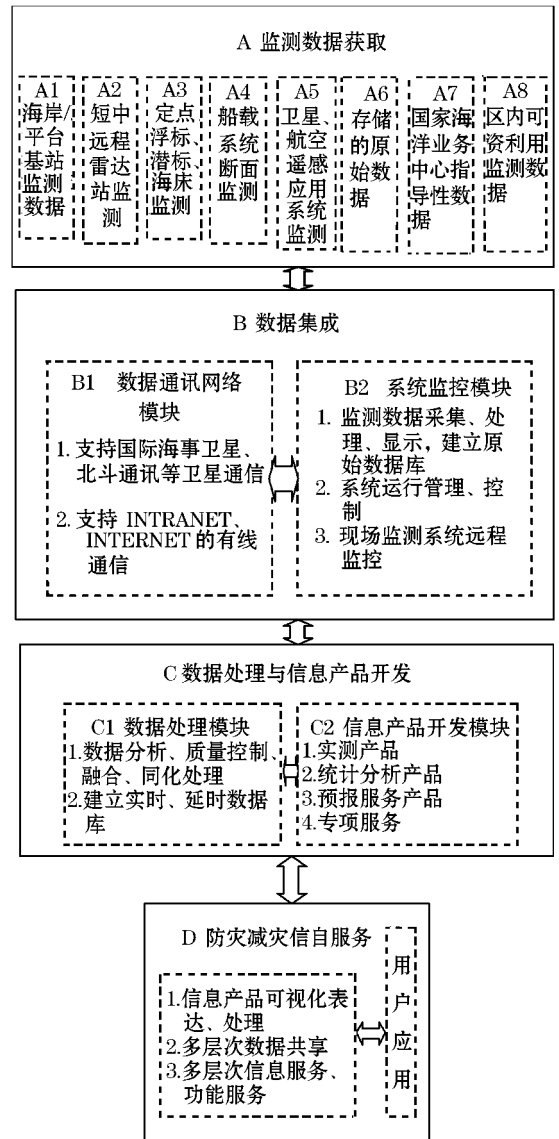 A 监测数据获取
A1
海岸/
平台
基站
监测
数据
A2
短中
远程
雷达
站监
测
A3
定点
浮标、
潜标、
海床
监测
A4
船载
系统
断面
监测
A5
卫星、
航空
遥感
应用
系统
监测
A6
存储
的原
始数
据
A7
国家海
洋业务
中心指
导性数
据
A8
区内可
资利用
监测数
据
B 数据集成
B1 数据通讯网络
模块
1. 支持国际海事卫星、
北斗通讯等卫星通信
2. 支持 INTRANET、
INTERNET 的有线
通信
B2 系统监控模块
1. 监测数据采集、处
理、显示，建立原
始数据库
2. 系统运行管理、控
制
3. 现场监测系统远程
监控
C 数据处理与信息产品开发
C1 数据处理模块
1.数据分析、质量控制、
融合、同化处理
2.建立实时、延时数据
库
C2 信息产品开发模块
1.实测产品
2.统计分析产品
3.预报服务产品
4.专项服务
D 防灾减灾信自服务
1.信息产品可视化表
达、处理
2.多层次数据共享
3.多层次信息服务、
功能服务
用
户
应
用